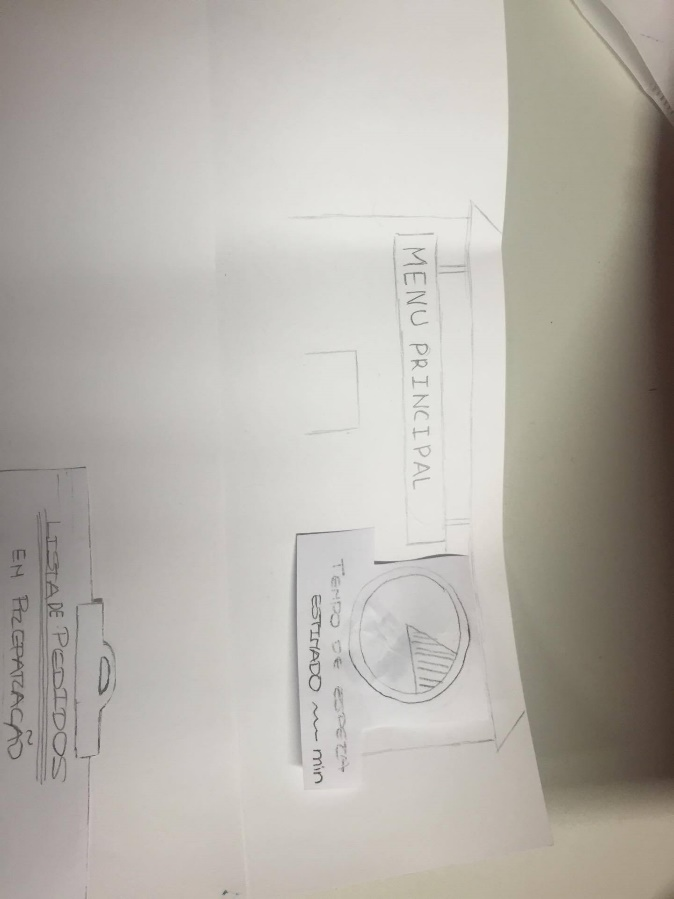 MENU PRINCIPAL
TEMPO DE ESPERA
ESTIMADO ~ min
LISTA DE PEDIDOS
EM PREPARAÇÃO